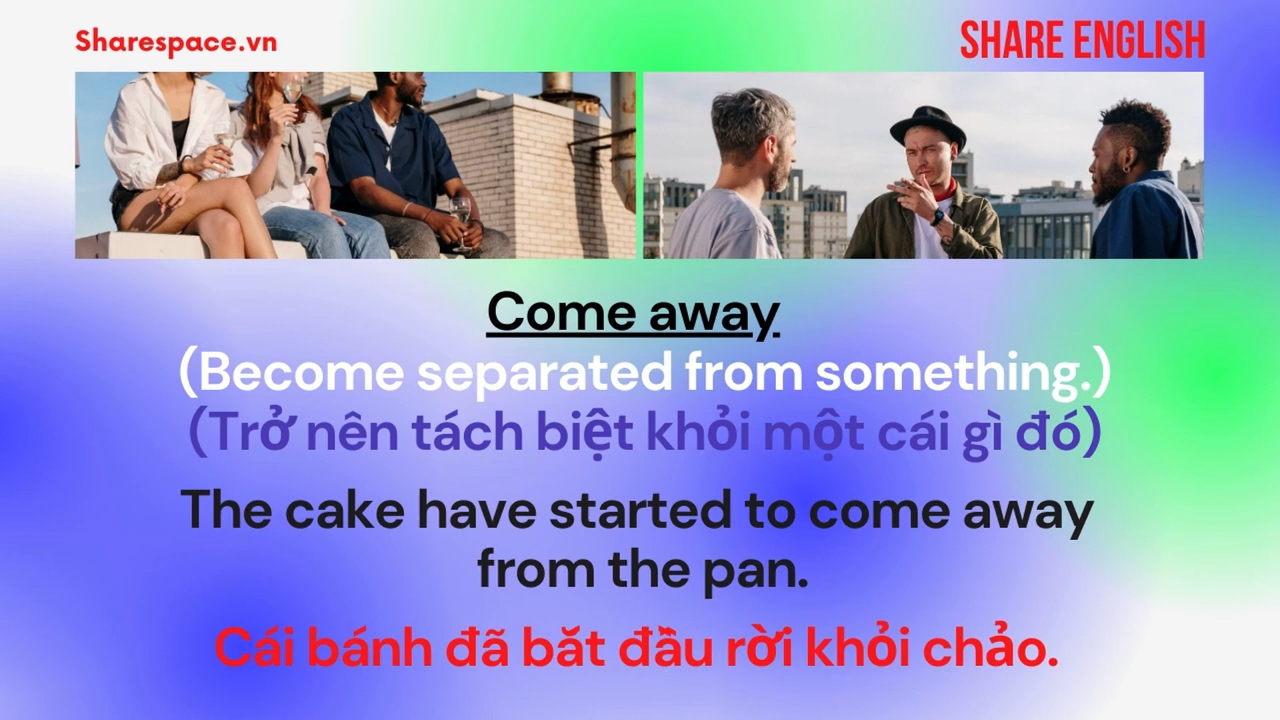 Sharespace.vn
SHARE ENGLISH
Come away
(Become separated from something.)
(Trở nên tách biệt khỏi một cái gì đó)
The cake have started to come away
from the pan.
Cái bánh đã bắt đầu rời khỏi chảo.